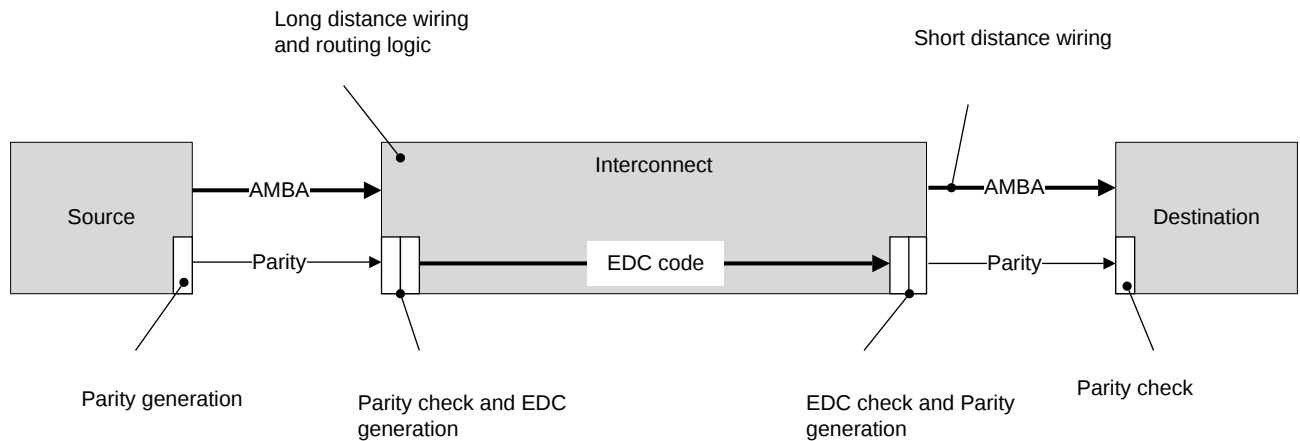 Long distance wiring
and routing logic
Short distance wiring
Interconnect
AMBA
AMBA
Source
Destination
Parity
EDC code
Parity
Parity generation
Parity check and EDC
generation
EDC check and Parity
generation
Parity check